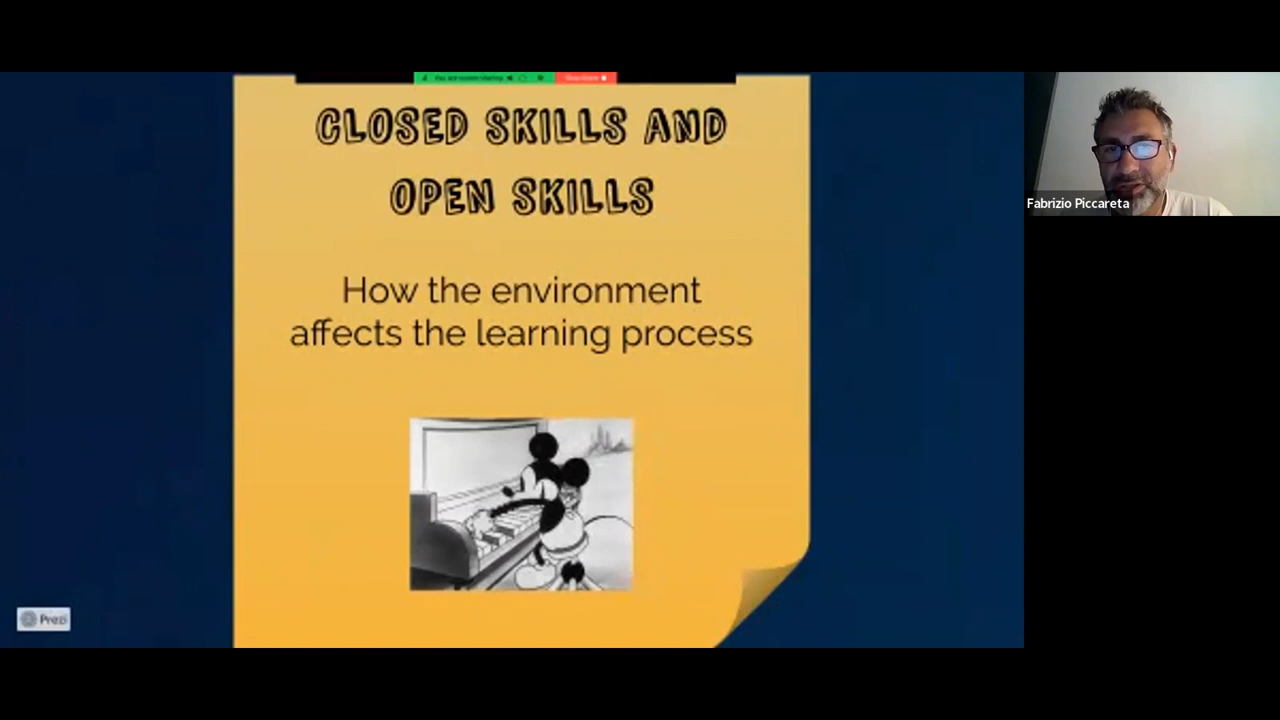 CLOSED SKILLS AND
OPEN SKILLS
How the environment
affects the learning process
Fabrizio Piccareta
Prezi